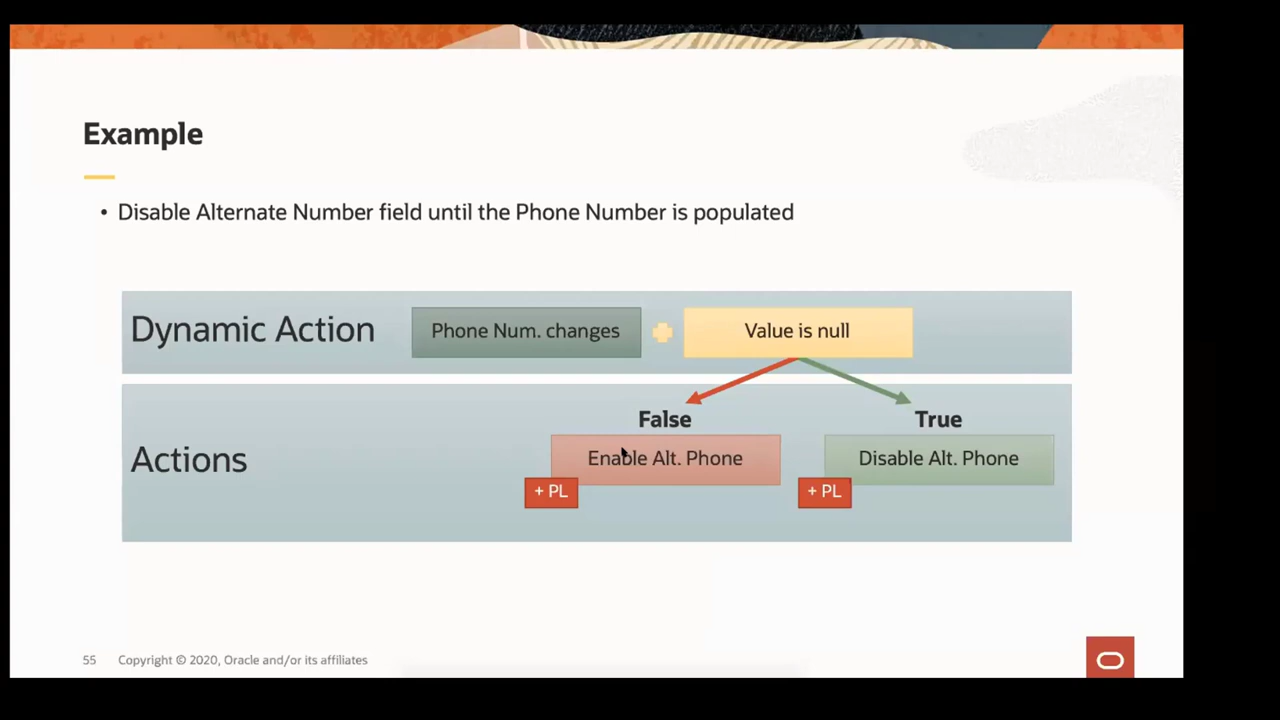 Example
• Disable Alternate Number field until the Phone Number is populated
Dynamic Action
Phone Num. changes
Value is null
False
True
Actions
Enable Alt. Phone
Disable Alt. Phone
+ PL
+ PL
55
Copyright © 2020, Oracle and/or its affiliates